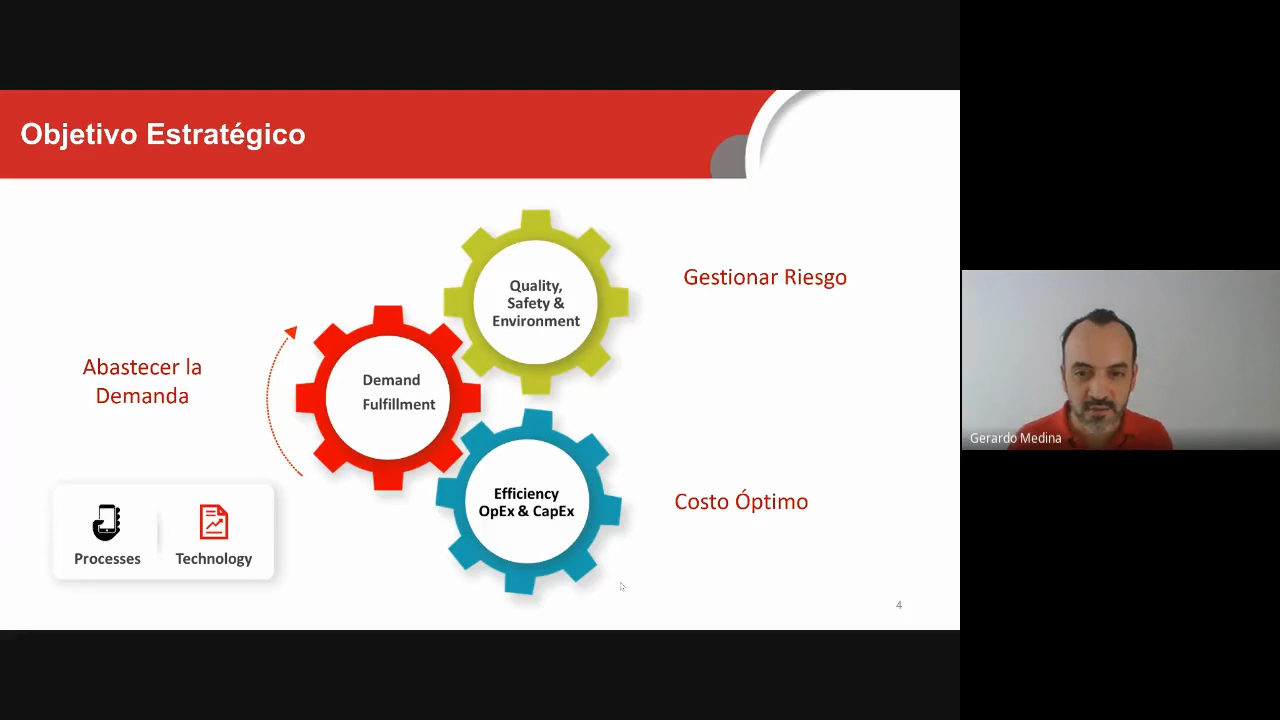 Objetivo Estratégico
Quality,
Safety &
Environment
Gestionar Riesgo
Abastecer la
Demanda
Demand
Fulfillment
Efficiency
OpEx & CapEx
Costo Óptimo
Processes
Technology
4
Gerardo Medina